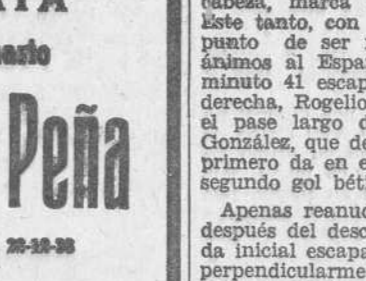 Peña
cabeza, marca
Este tanto, con
punto de ser
ánimos al Espa
minuto 41 escap
derecha, Rogelio
el pase largo d
González, que de
primero da en e
segundo gol béti
Apenas reanud
después del desc
da inicial escapa
perpendicularme